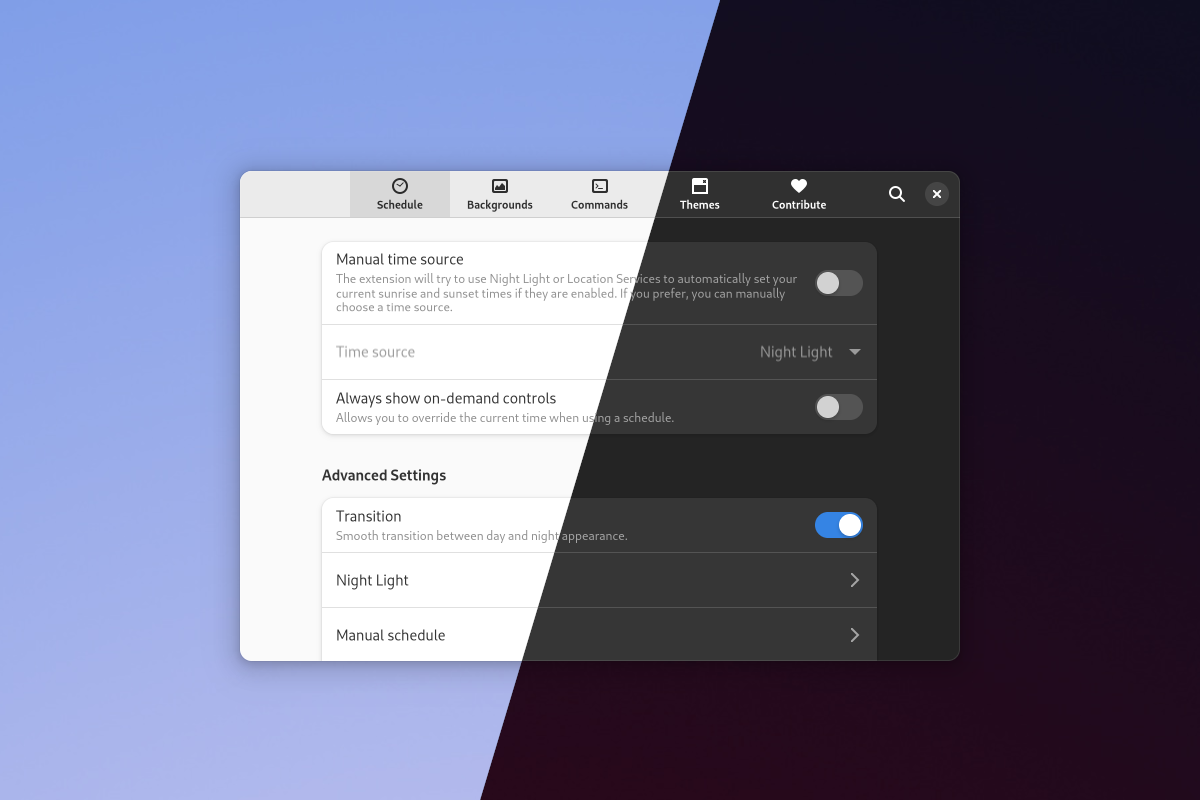 Schedule
Backgrounds
Commands
Themes
Contribute
Manual time source
The extension will try to use Night Light or Location Services to automatically set your
current sunrise and sunset times if they are enabled. If you prefer, you can manually
choose a time source.
Time source
Night Light
Always show on-demand controls
Allows you to override the current time when using a schedule.
Advanced Settings
Transition
Smooth transition between day and night appearance.
Night Light
Manual schedule